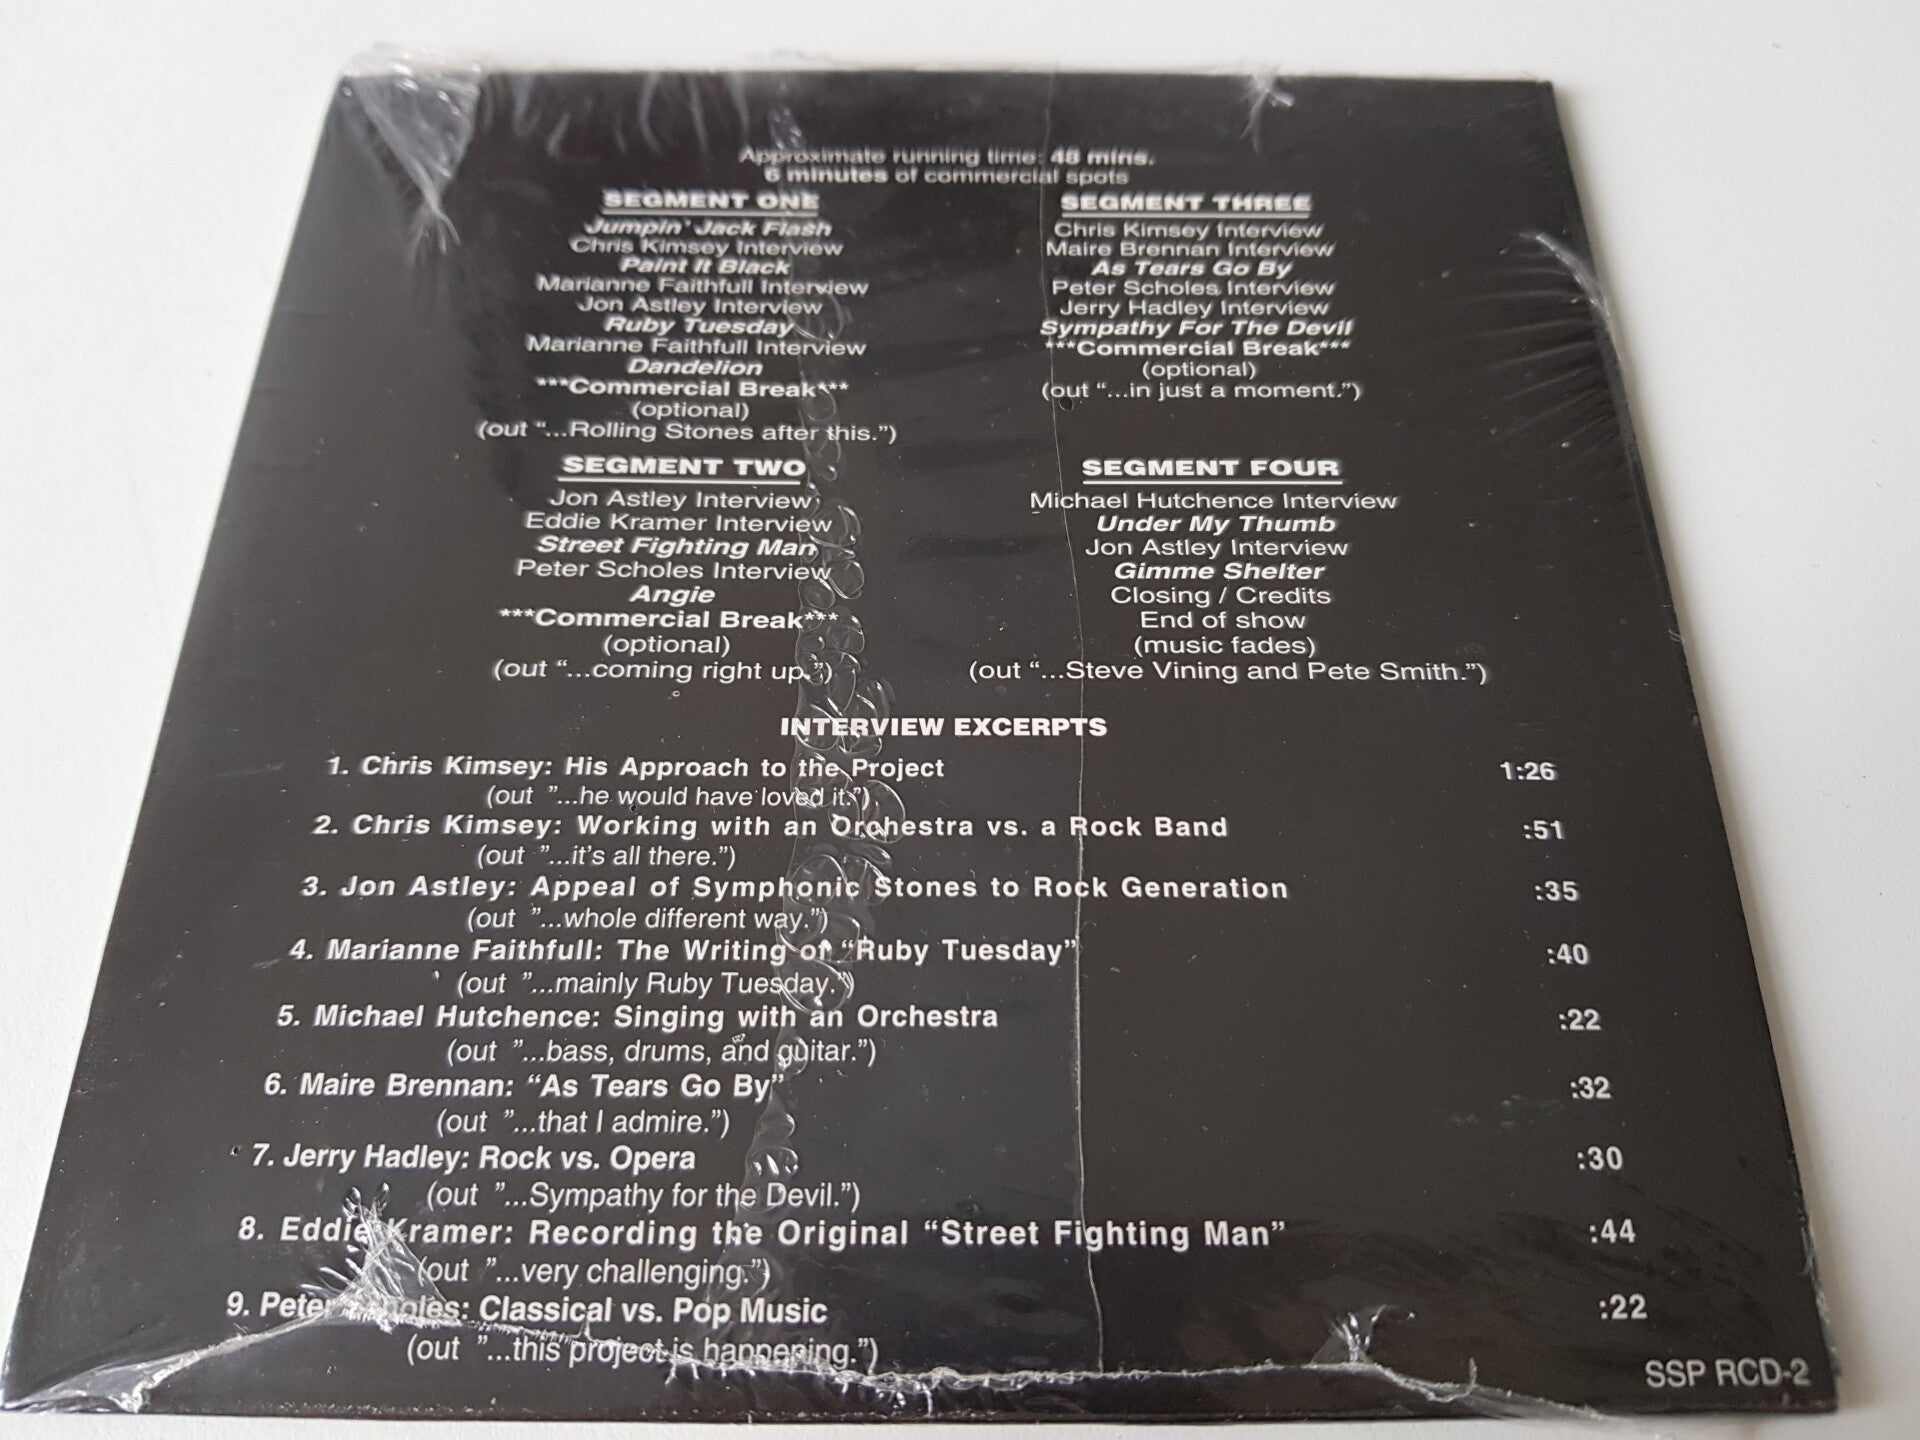 Approximate running time: 48 mins.
6 minutes of commercial spots
SEGMENT ONE
Jumpin' Jack Flash
Chris Kimsey Interview
Paint It Black
Marianne Faithfull Interview
Jon Astley Interview
Ruby Tuesday
Marianne Faithfull Interview
Dandelion
***Commercial Break***
(optional)
(out "...Rolling Stones after this.")
SEGMENT TWO
Jon Astley Interview
Eddie Kramer Interview
Street Fighting Man
Peter Scholes Interview
Angie
***Commercial Break***
(optional)
(out "...coming right up.")
SEGMENT THREE
Chris Kimsey Interview
Maire Brennan Interview
As Tears Go By
Peter Scholes Interview
Jerry Hadley Interview
Sympathy For The Devil
***Commercial Break***
(optional)
(out "...in just a moment.")
SEGMENT FOUR
Michael Hutchence Interview
Under My Thumb
Jon Astley Interview
Gimme Shelter
Closing / Credits
End of show
(music fades)
(out "...Steve Vining and Pete Smith.")
INTERVIEW EXCERPTS
1. Chris Kimsey: His Approach to the Project 1:26
(out "...he would have loved it.")
2. Chris Kimsey: Working with an Orchestra vs. a Rock Band :51
(out "...it's all there.")
3. Jon Astley: Appeal of Symphonic Stones to Rock Generation :35
(out "...whole different way.")
4. Marianne Faithfull: The Writing of "Ruby Tuesday" :40
(out "...mainly Ruby Tuesday.")
5. Michael Hutchence: Singing with an Orchestra :22
(out "...bass, drums, and guitar.")
6. Maire Brennan: "As Tears Go By" :32
(out "...that I admire.")
7. Jerry Hadley: Rock vs. Opera :30
(out "...Sympathy for the Devil.")
8. Eddie Kramer: Recording the Original "Street Fighting Man" :44
(out "...very challenging.")
9. Peter Scholes: Classical vs. Pop Music :22
(out "...this project is happening.")
SSP RCD-2